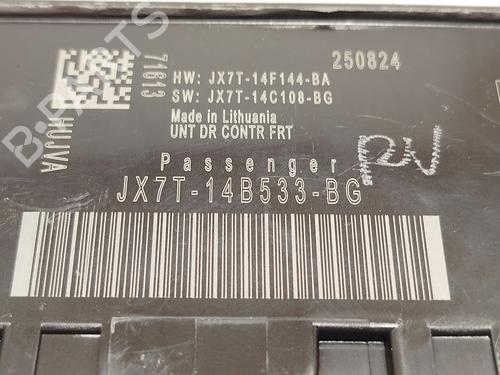 71613
250824
HW: JX7T-14F144-BA
SW: JX7T-14C108-BG
Made in Lithuania
UNT DR CONTR FRT
HUJVA
Passenger
PV
JX7T-14B533-BG
B-PARTS